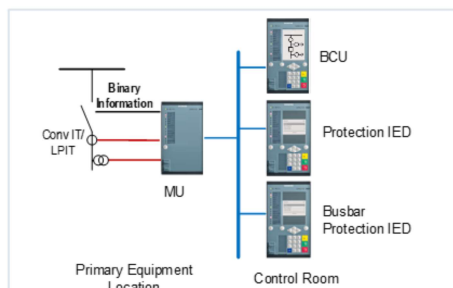 BCU
Binary
Information
Conv IT/
LPIT
Protection IED
MU
Busbar
Protection IED
Primary Equipment
Location
Control Room